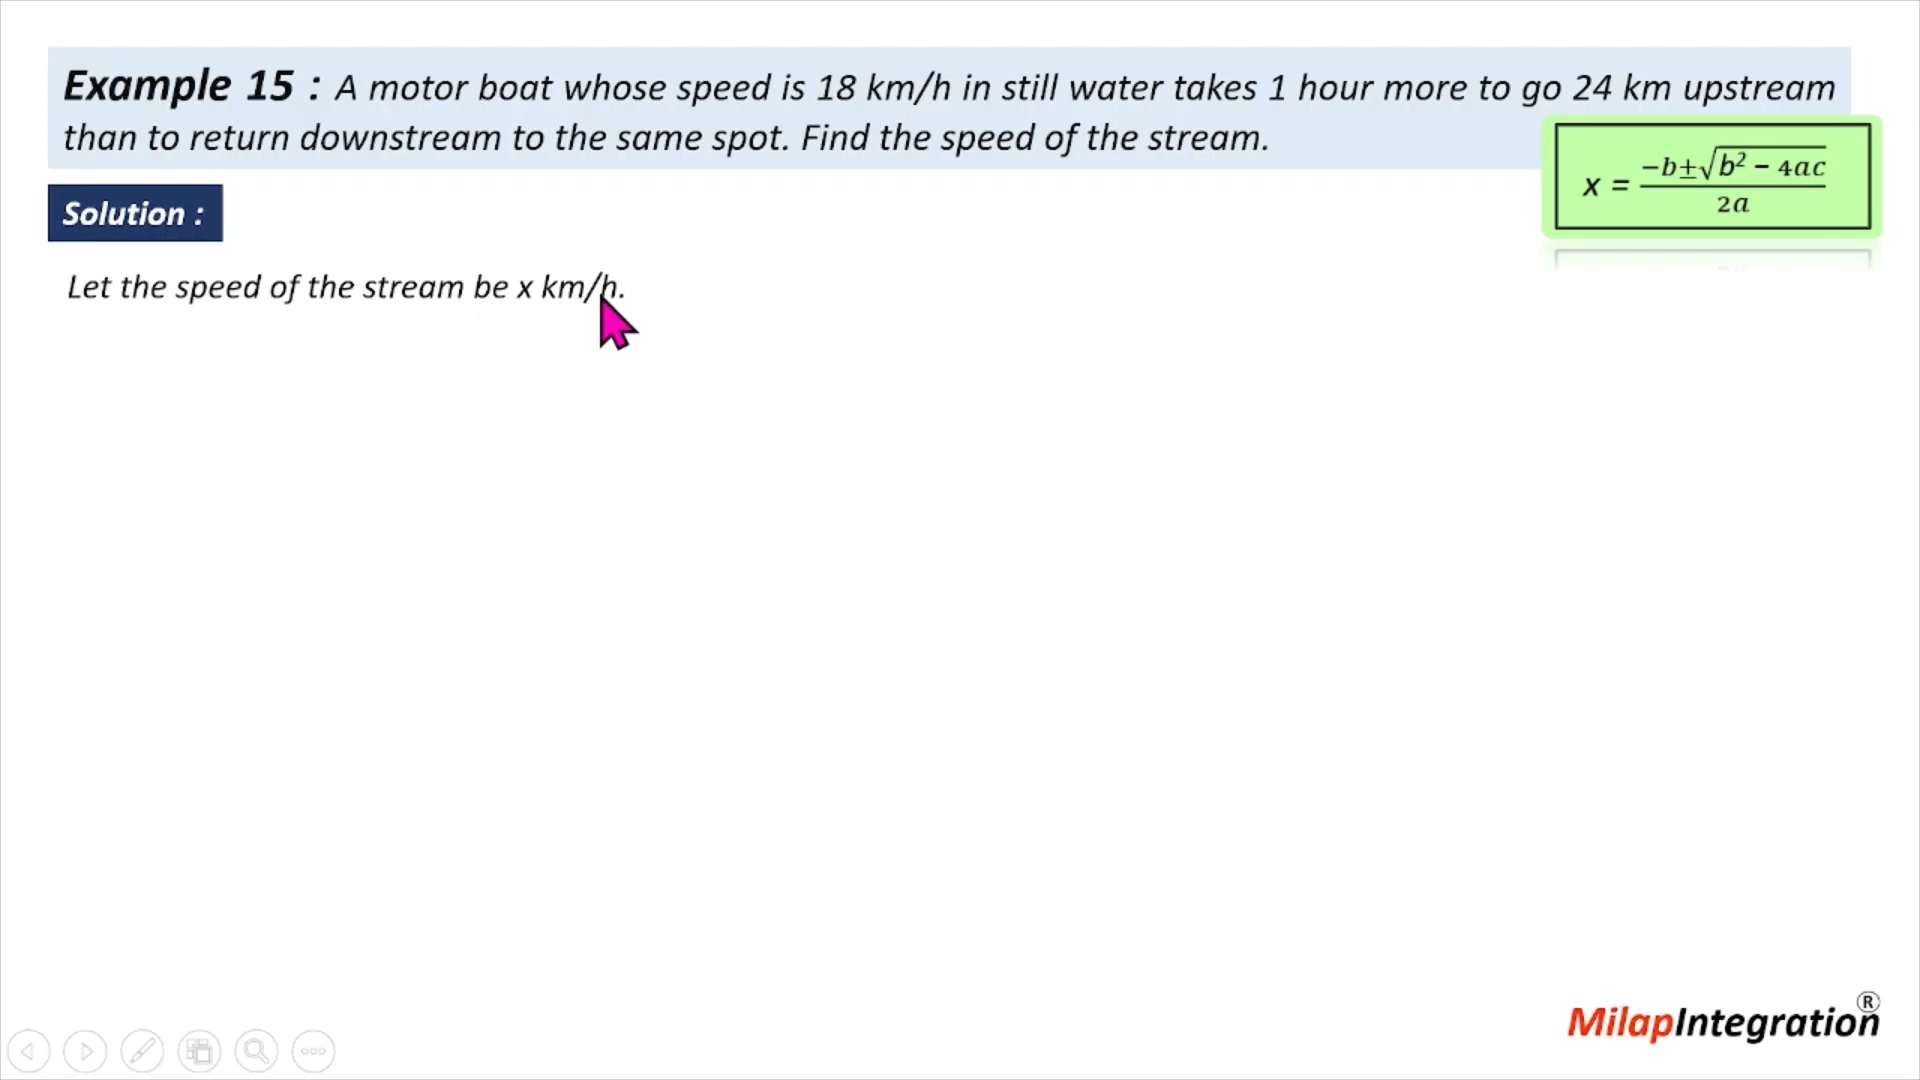 Example 15 : A motor boat whose speed is 18 km/h in still water takes 1 hour more to go 24 km upstream
than to return downstream to the same spot. Find the speed of the stream.
x = −b±√b² − 4ac / 2a
Solution :
Let the speed of the stream be x km/h.
MilapIntegration®